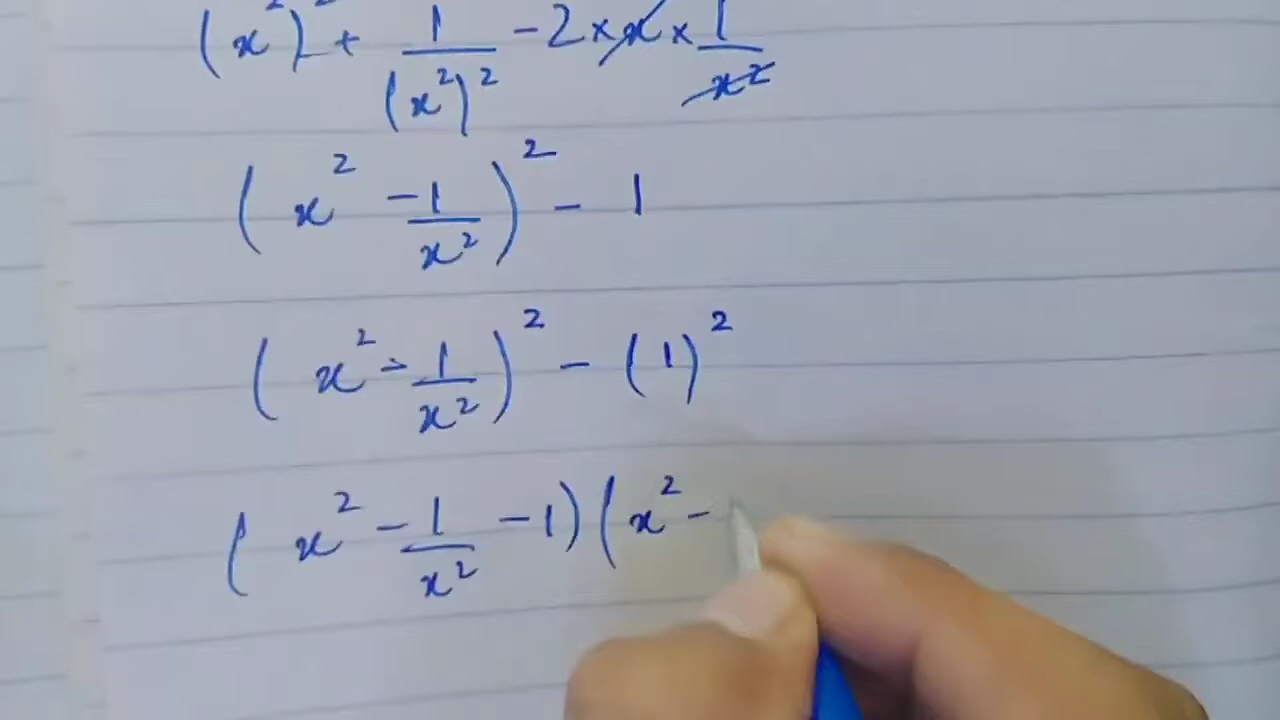 (x²)² + 1/(x²)² - 2 × x × 1/x²
(x² - 1/x²)² - 1
(x² - 1/x²)² - (1)²
(x² - 1/x² - 1)(x² -